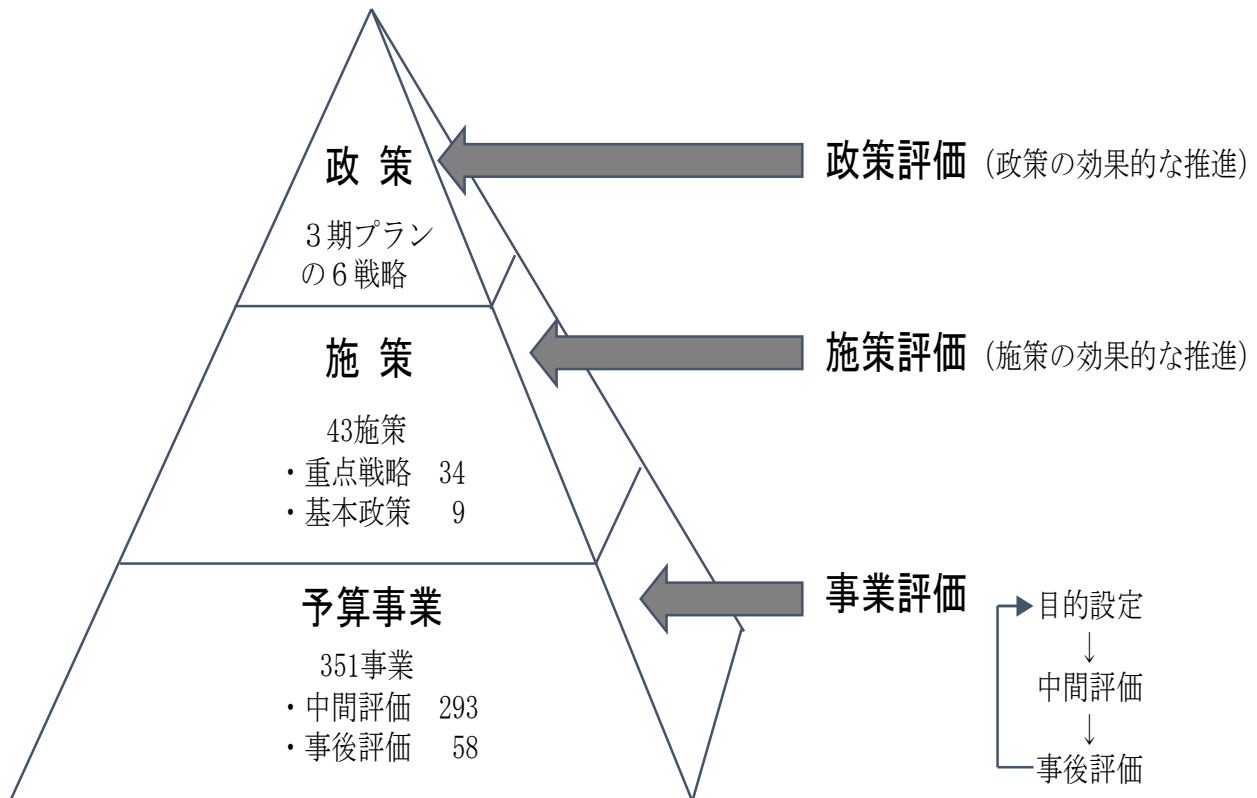 政 策
3期プラン
の6戦略
政策評価 (政策の効果的な推進)
施 策
43施策
・重点戦略 34
・基本政策 9
施策評価 (施策の効果的な推進)
予算事業
351事業
・中間評価 293
・事後評価 58
事業評価
目的設定
↓
中間評価
↓
事後評価